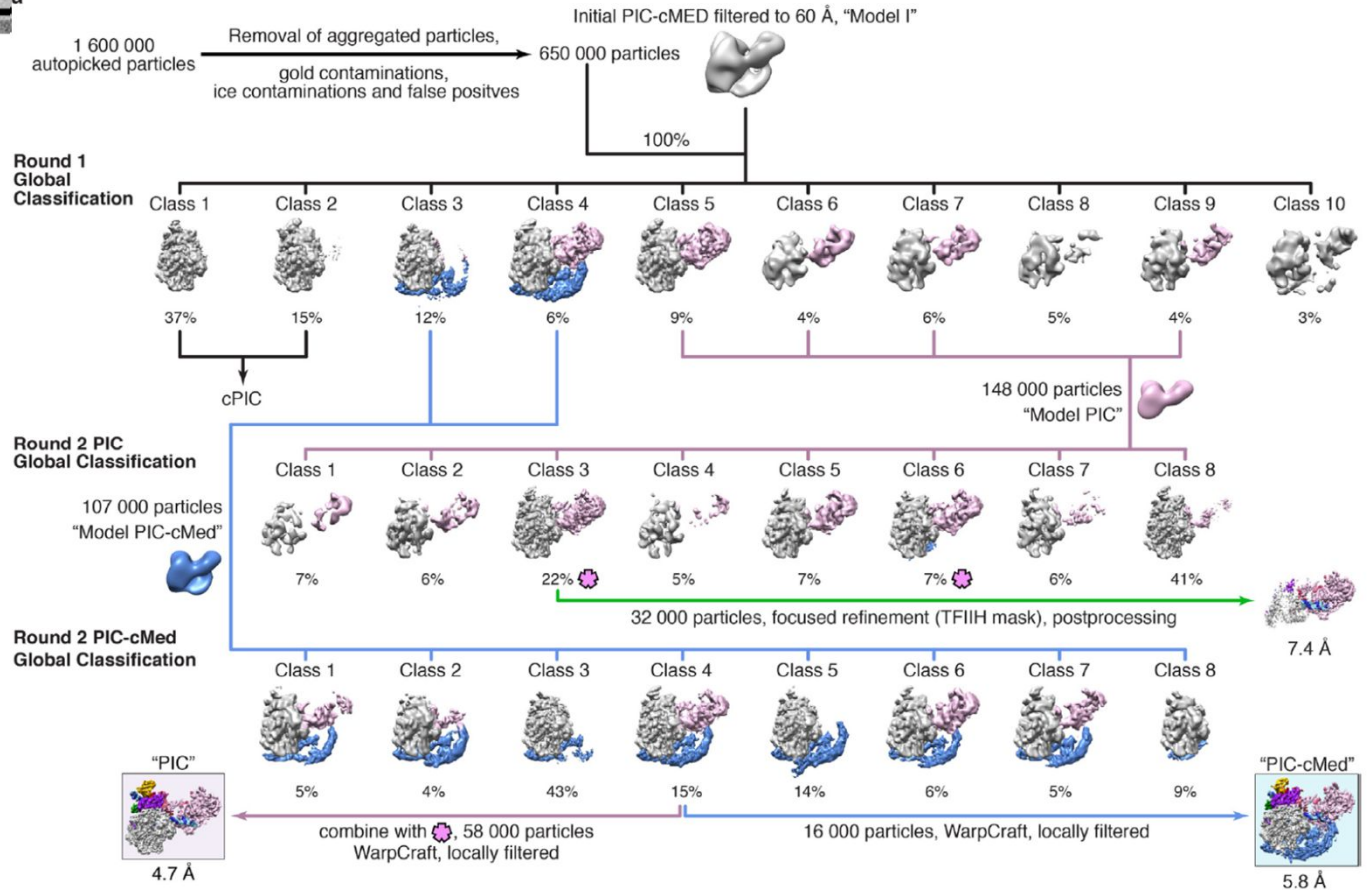 a
Initial PIC-cMED filtered to 60 Å, “Model I”
1 600 000
autopicked particles
Removal of aggregated particles,
gold contaminations,
ice contaminations and false positves
650 000 particles
100%
Round 1
Global
Classification
Class 1 Class 2 Class 3 Class 4 Class 5 Class 6 Class 7 Class 8 Class 9 Class 10
37% 15% 12% 6% 9% 4% 6% 5% 4% 3%
cPIC
148 000 particles
“Model PIC”
Round 2 PIC
Global Classification
Class 1 Class 2 Class 3 Class 4 Class 5 Class 6 Class 7 Class 8
107 000 particles
“Model PIC-cMed”
7% 6% 22% 5% 7% 7% 6% 41%
32 000 particles, focused refinement (TFIIH mask), postprocessing
7.4 Å
Round 2 PIC-cMed
Global Classification
Class 1 Class 2 Class 3 Class 4 Class 5 Class 6 Class 7 Class 8
5% 4% 43% 15% 14% 6% 5% 9%
“PIC”
combine with , 58 000 particles
WarpCraft, locally filtered
4.7 Å
16 000 particles, WarpCraft, locally filtered
“PIC-cMed”
5.8 Å